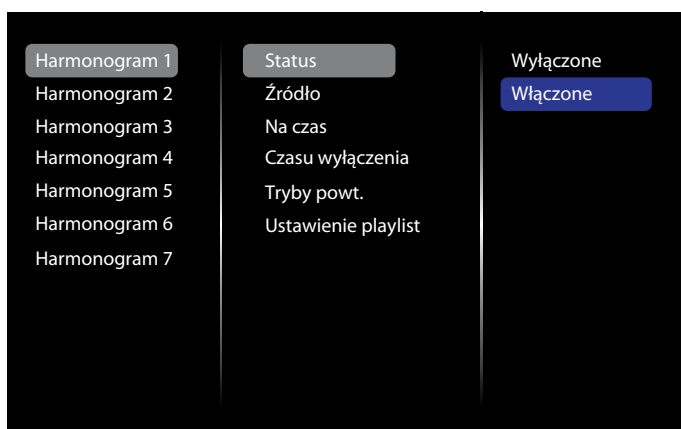 Harmonogram 1
Harmonogram 2
Harmonogram 3
Harmonogram 4
Harmonogram 5
Harmonogram 6
Harmonogram 7
Status
Źródło
Na czas
Czasu wyłączenia
Tryby powt.
Ustawienie playlist
Wyłączone
Włączone